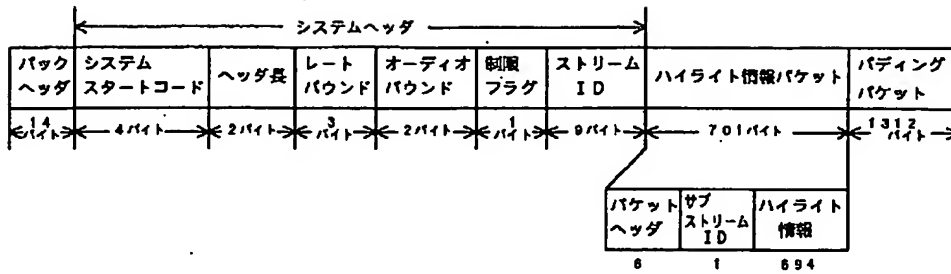 システムヘッダ
パック
ヘッダ
システム
スタートコード
ヘッダ長
レート
バウンド
オーディオ
バウンド
制限
フラグ
ストリーム
ID
ハイライト情報パケット
パディング
パケット
14
バイト
4バイト
2バイト
3
バイト
2バイト
1
バイト
9バイト
701バイト
1312
バイト
パケット
ヘッダ
サブ
ストリーム
ID
ハイライト
情報
6
1
694